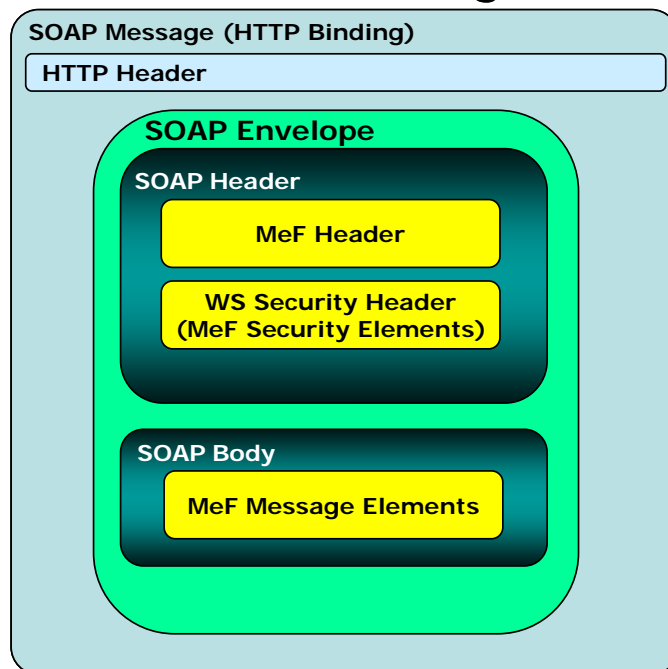 SOAP Message (HTTP Binding)
HTTP Header
SOAP Envelope
SOAP Header
MeF Header
WS Security Header
(MeF Security Elements)
SOAP Body
MeF Message Elements